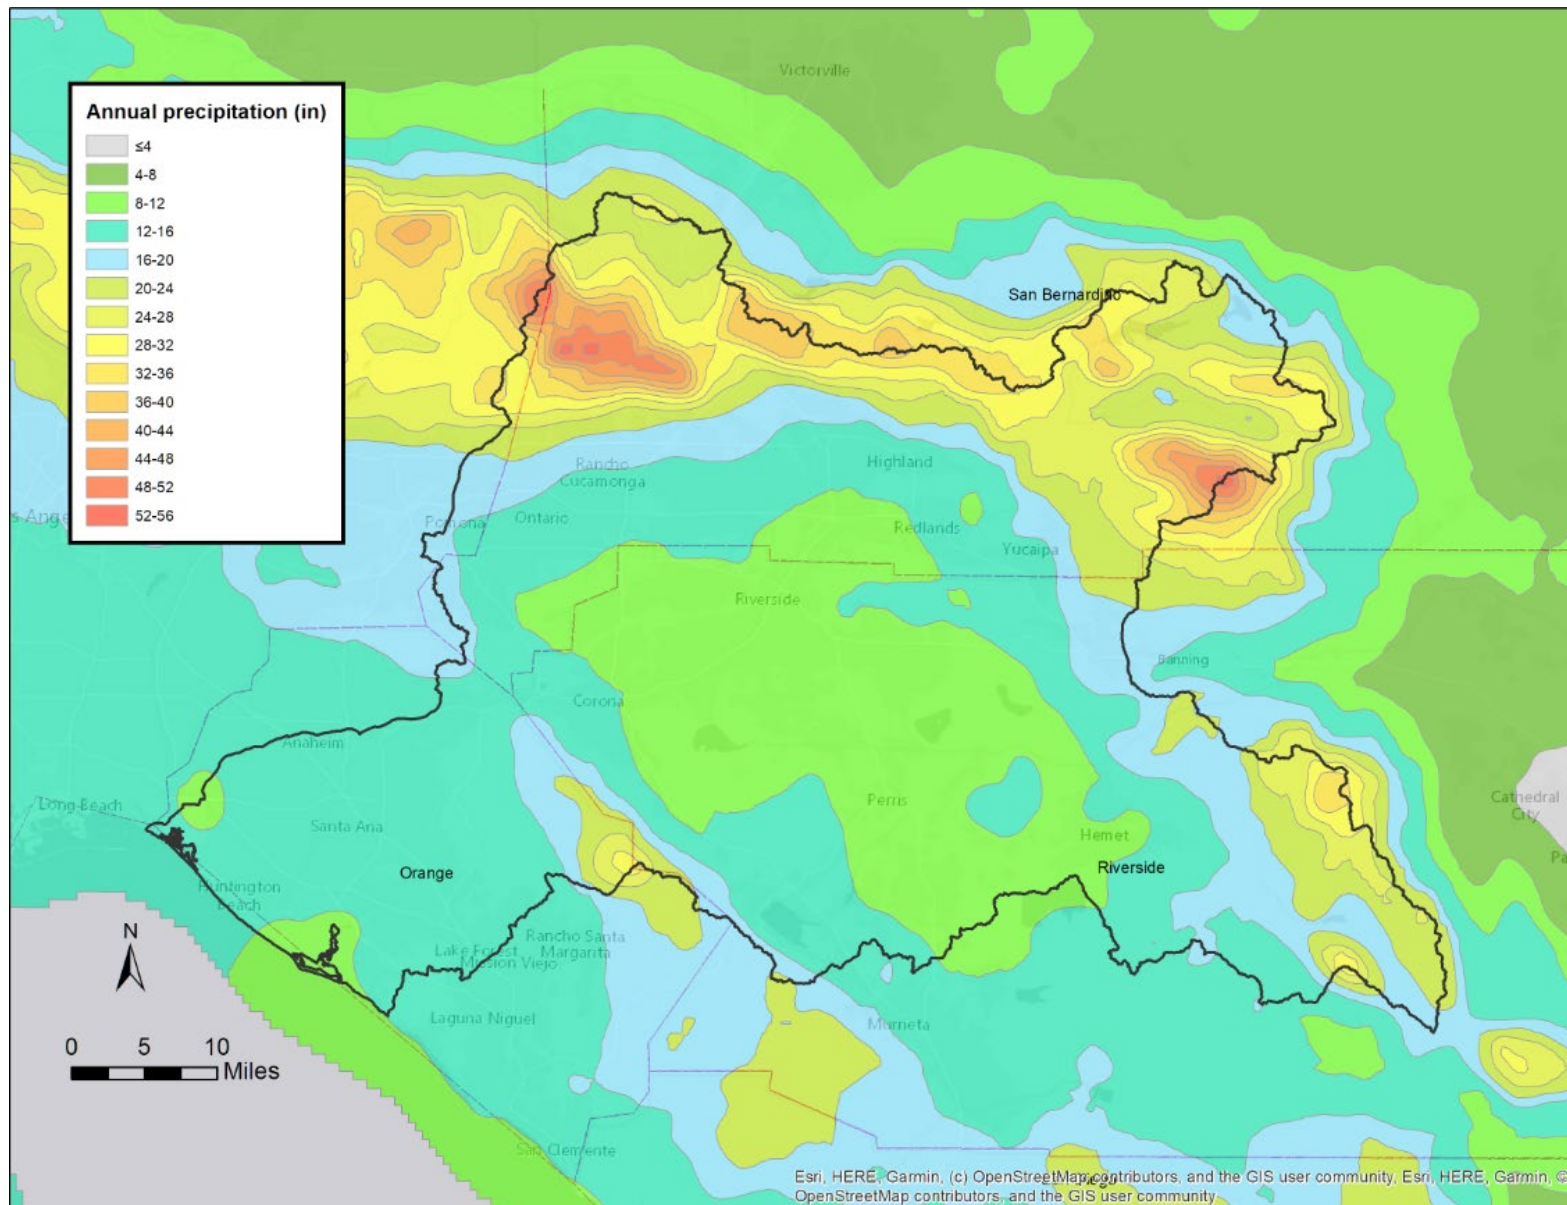 Victorville
Annual precipitation (in)
≤4
4-8
8-12
12-16
16-20
20-24
24-28
28-32
32-36
36-40
40-44
44-48
48-52
52-56
San Bernardino
Rancho
Cucamonga
Highland
s Ange
Pomona
Ontario
Redlands
Yucaipa
Riverside
Banning
Corona
Anaheim
Long Beach
Perris
Cathedral
City
Santa Ana
Hemet
Pa
Orange
Riverside
Huntington
Beach
N
Rancho Santa
Margarita
Lake Forest
Mission Viejo
Laguna Niguel
Murrieta
0 5 10
Miles
San Clemente
Esri, HERE, Garmin, (c) OpenStreetMap contributors, and the GIS user community, Esri, HERE, Garmin, ©
OpenStreetMap contributors, and the GIS user community